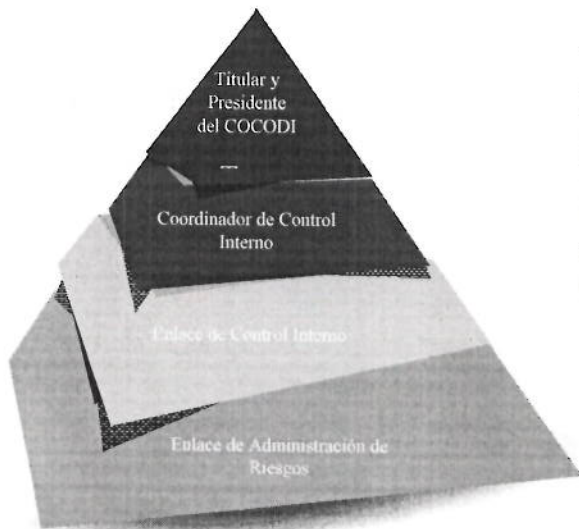 Titular y
Presidente
del COCODI
---
Coordinador de Control
Interno
Enlace de Control Interno
Enlace de Administración de
Riesgos